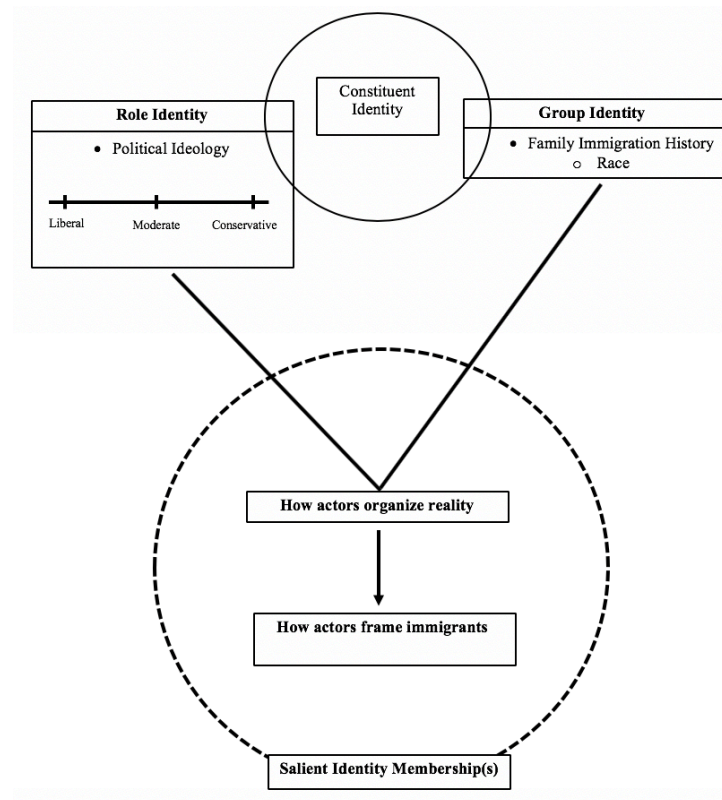 Constituent
Identity
Role Identity
• Political Ideology
Liberal
Moderate
Conservative
Group Identity
• Family Immigration History
○ Race
How actors organize reality
How actors frame immigrants
Salient Identity Membership(s)